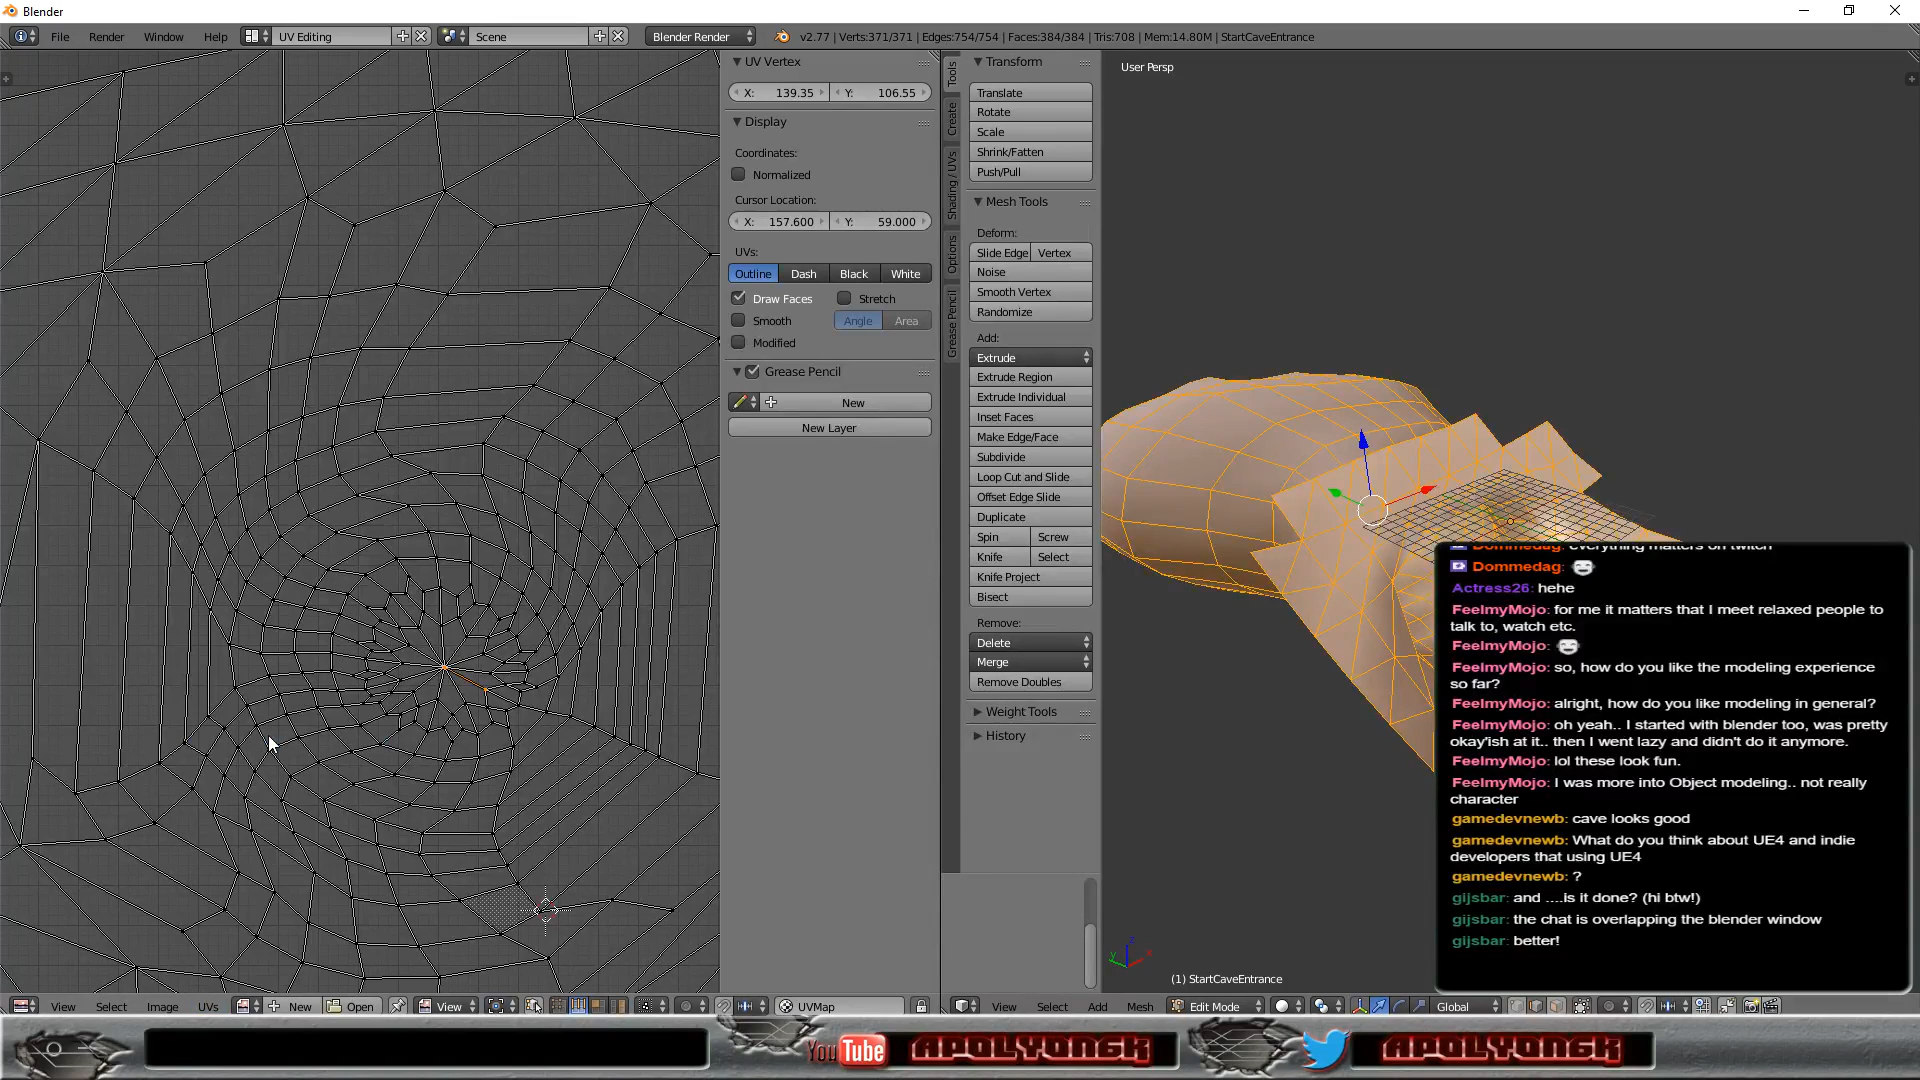 Blender
File Render Window Help UV Editing Scene Blender Render v2.77 | Verts:371/371 | Edges:754/754 | Faces:384/384 | Tris:708 | Mem:14.80M | StartCaveEntrance
UV Vertex
X: 139.35 Y: 106.55
Display
Coordinates:
Normalized
Cursor Location:
X: 157.600 Y: 59.000
UVs:
Outline Dash Black White
Draw Faces Stretch
Smooth Angle Area
Modified
Grease Pencil
New
New Layer
Tools
Create
Shading / UVs
Options
Grease Pencil
Transform
Translate
Rotate
Scale
Shrink/Fatten
Push/Pull
Mesh Tools
Deform:
Slide Edge Vertex
Noise
Smooth Vertex
Randomize
Add:
Extrude
Extrude Region
Extrude Individual
Inset Faces
Make Edge/Face
Subdivide
Loop Cut and Slide
Offset Edge Slide
Duplicate
Spin Screw
Knife Select
Knife Project
Bisect
Remove:
Delete
Merge
Remove Doubles
Weight Tools
History
User Persp
Dommedag: everything matters on twitch
Dommedag:
Actress26: hehe
FeelmyMojo: for me it matters that I meet relaxed people to
talk to, watch etc.
FeelmyMojo:
FeelmyMojo: so, how do you like the modeling experience
so far?
FeelmyMojo: alright, how do you like modeling in general?
FeelmyMojo: oh yeah.. I started with blender too, was pretty
okay'ish at it.. then I went lazy and didn't do it anymore.
FeelmyMojo: lol these look fun.
FeelmyMojo: I was more into Object modeling.. not really
character
gamedevnewb: cave looks good
gamedevnewb: What do you think about UE4 and indie
developers that using UE4
gamedevnewb: ?
gijsbar: and ....is it done? (hi btw!)
gijsbar: the chat is overlapping the blender window
gijsbar: better!
(1) StartCaveEntrance
View Select Image UVs New Open View UVMap View Select Add Mesh Edit Mode Global
YouTube APOLYONGK APOLYONGK